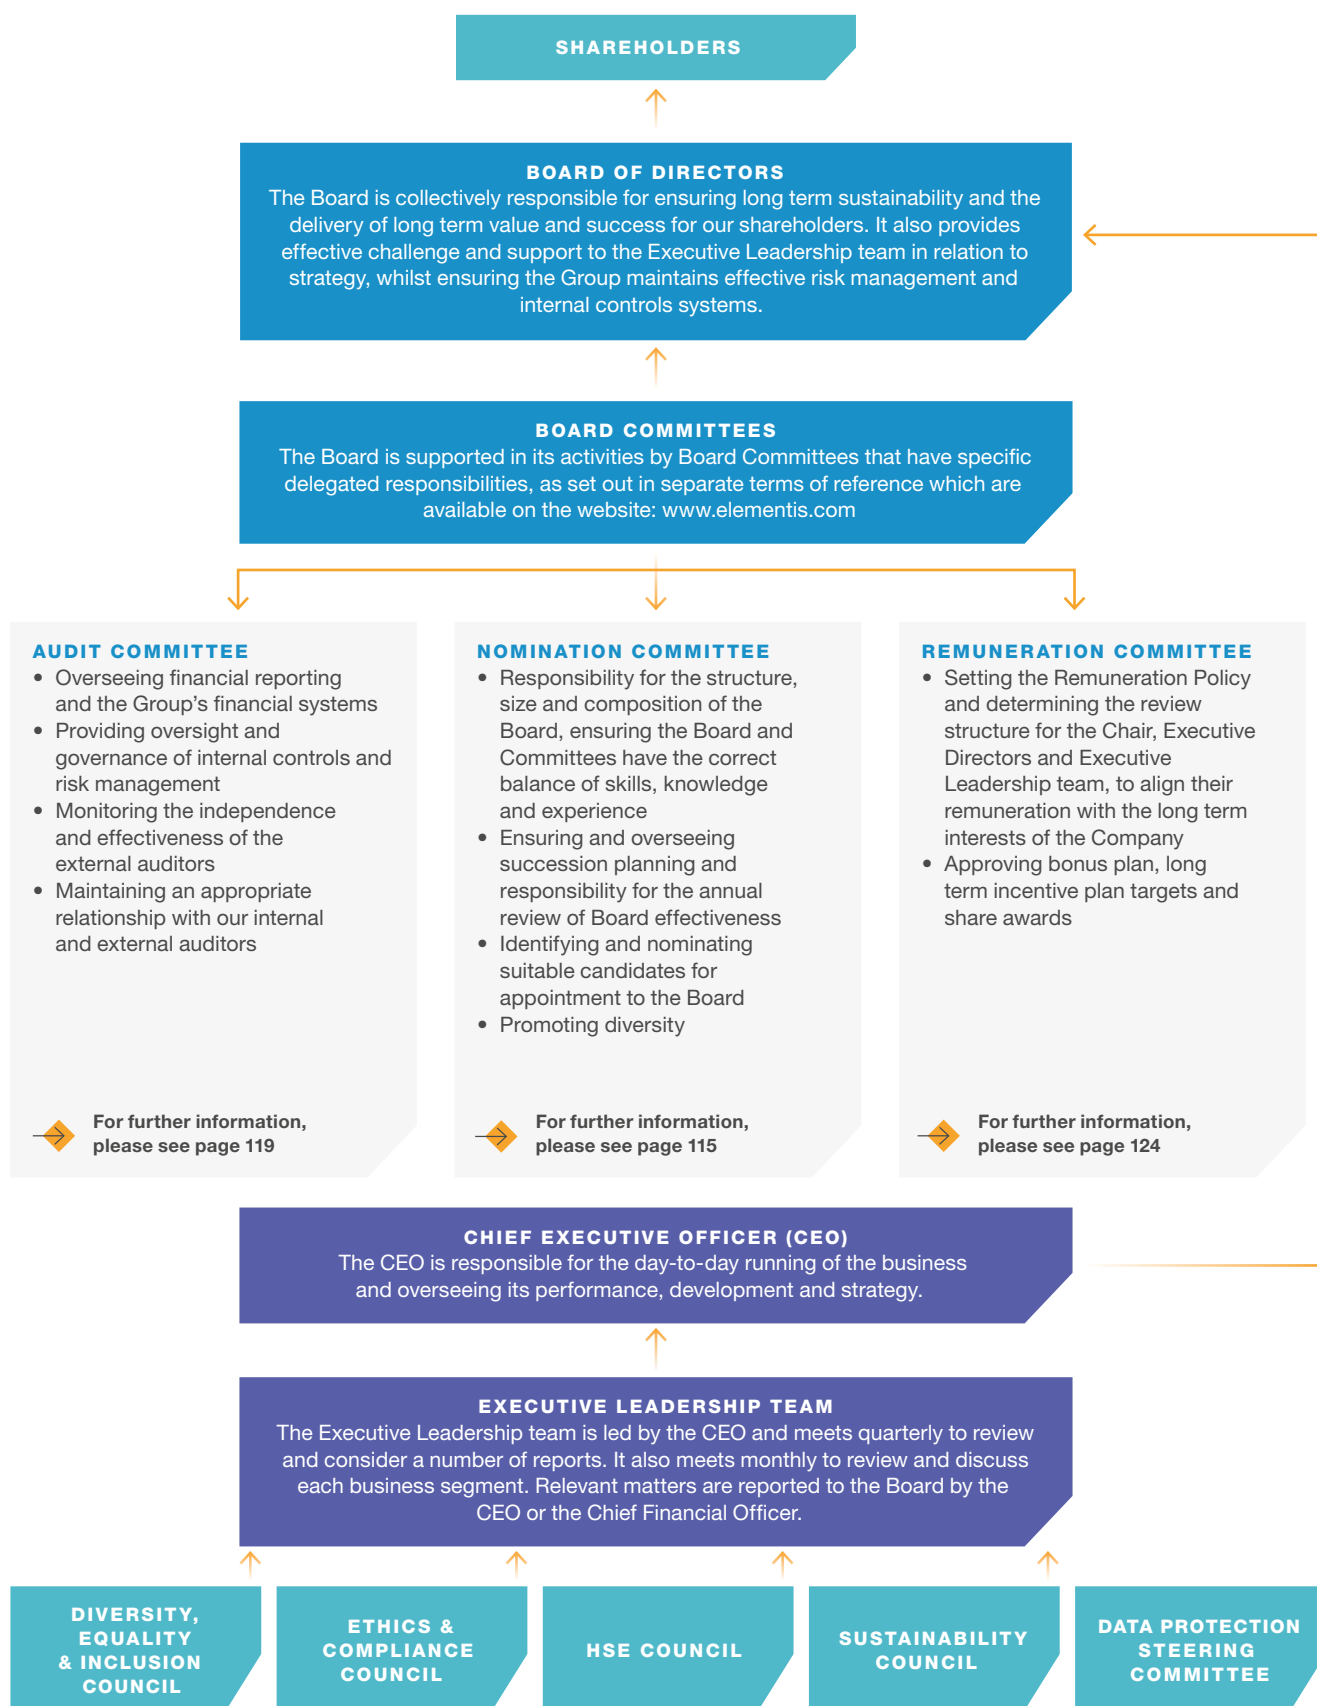 SHAREHOLDERS
BOARD OF DIRECTORS
The Board is collectively responsible for ensuring long term sustainability and the
delivery of long term value and success for our shareholders. It also provides
effective challenge and support to the Executive Leadership team in relation to
strategy, whilst ensuring the Group maintains effective risk management and
internal controls systems.
BOARD COMMITTEES
The Board is supported in its activities by Board Committees that have specific
delegated responsibilities, as set out in separate terms of reference which are
available on the website: www.elementis.com
AUDIT COMMITTEE
• Overseeing financial reporting
and the Group's financial systems
• Providing oversight and
governance of internal controls and
risk management
• Monitoring the independence
and effectiveness of the
external auditors
• Maintaining an appropriate
relationship with our internal
and external auditors
For further information,
please see page 119
NOMINATION COMMITTEE
• Responsibility for the structure,
size and composition of the
Board, ensuring the Board and
Committees have the correct
balance of skills, knowledge
and experience
• Ensuring and overseeing
succession planning and
responsibility for the annual
review of Board effectiveness
• Identifying and nominating
suitable candidates for
appointment to the Board
• Promoting diversity
For further information,
please see page 115
REMUNERATION COMMITTEE
• Setting the Remuneration Policy
and determining the review
structure for the Chair, Executive
Directors and Executive
Leadership team, to align their
remuneration with the long term
interests of the Company
• Approving bonus plan, long
term incentive plan targets and
share awards
For further information,
please see page 124
CHIEF EXECUTIVE OFFICER (CEO)
The CEO is responsible for the day-to-day running of the business
and overseeing its performance, development and strategy.
EXECUTIVE LEADERSHIP TEAM
The Executive Leadership team is led by the CEO and meets quarterly to review
and consider a number of reports. It also meets monthly to review and discuss
each business segment. Relevant matters are reported to the Board by the
CEO or the Chief Financial Officer.
DIVERSITY,
EQUALITY
& INCLUSION
COUNCIL
ETHICS &
COMPLIANCE
COUNCIL
HSE COUNCIL
SUSTAINABILITY
COUNCIL
DATA PROTECTION
STEERING
COMMITTEE